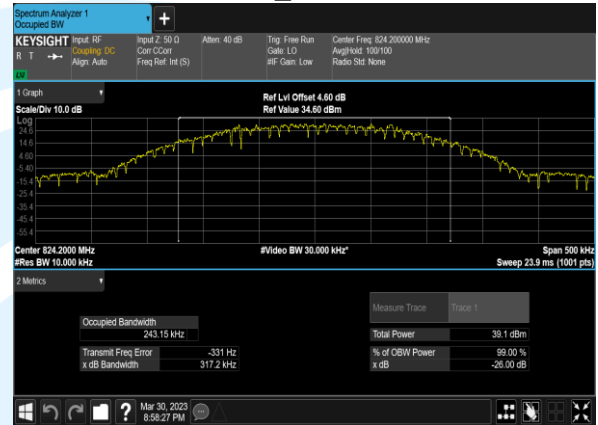 Spectrum Analyzer 1
Occupied BW
KEYSIGHT Input: RF Input Z: 50 Ω Atten: 40 dB Trig: Free Run Center Freq: 824.200000 MHz
R T Coupling: DC Corr CCorr Gate: LO Avg|Hold: 100/100
Align: Auto Freq Ref: Int (S) #IF Gain: Low Radio Std: None
1 Graph
Ref Lvl Offset 4.60 dB
Scale/Div 10.0 dB Ref Value 34.60 dBm
Log
24.6
14.6
4.60
-5.40
-15.4
-25.4
-35.4
-45.4
-55.4
Center 824.2000 MHz #Video BW 30.000 kHz* Span 500 kHz
#Res BW 10.000 kHz Sweep 23.9 ms (1001 pts)
2 Metrics
Measure Trace Trace 1
Occupied Bandwidth
243.15 kHz Total Power 39.1 dBm
Transmit Freq Error -331 Hz % of OBW Power 99.00 %
x dB Bandwidth 317.2 kHz x dB -26.00 dB
Mar 30, 2023
8:58:27 PM